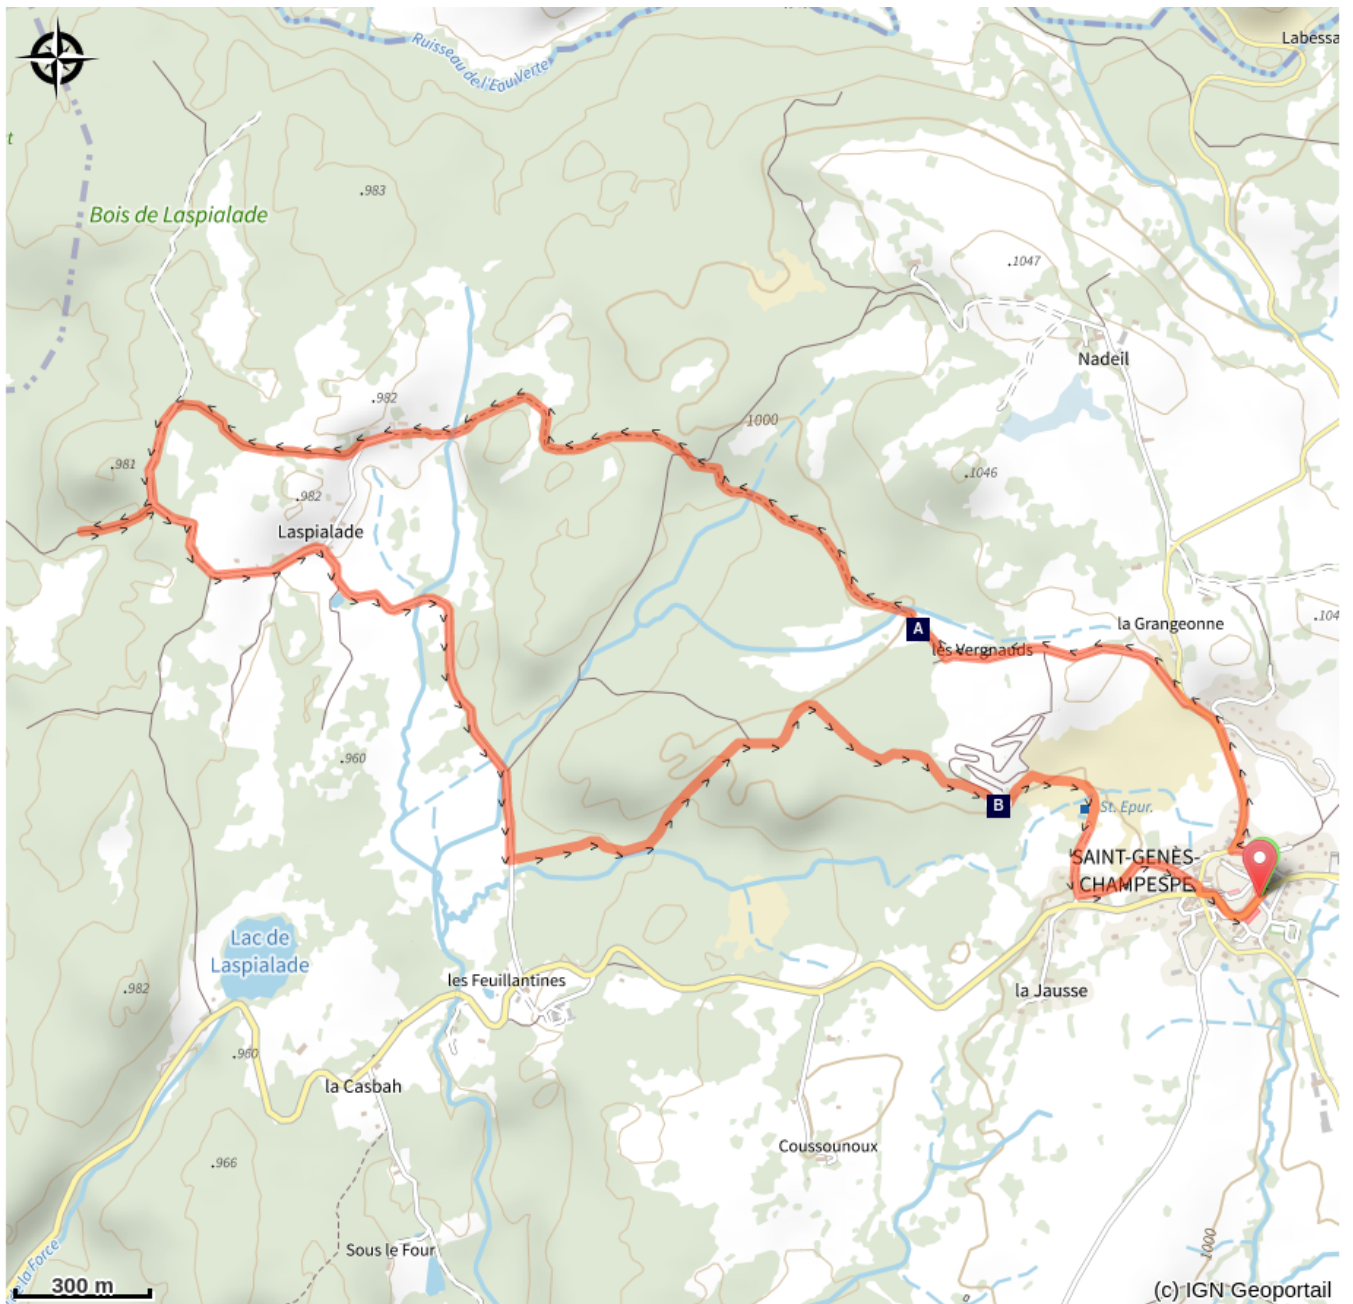 Ruisseau de l'Eau Verte
Labessa
t
.983
Bois de Laspialade
.1047
Nadeil
.982
1000
.981
.1046
.982
Laspialade
A
la Grangeonne
.104
les Vergnauds
.960
B
St. Epur.
SAINT-GENÈS-
CHAMPESPE
Lac de
Laspialade
les Feuillantines
.982
la Jausse
.960
la Casbah
Coussounoux
.966
1000
Sous le Four
e la Force
300 m
(c) IGN Geoportail